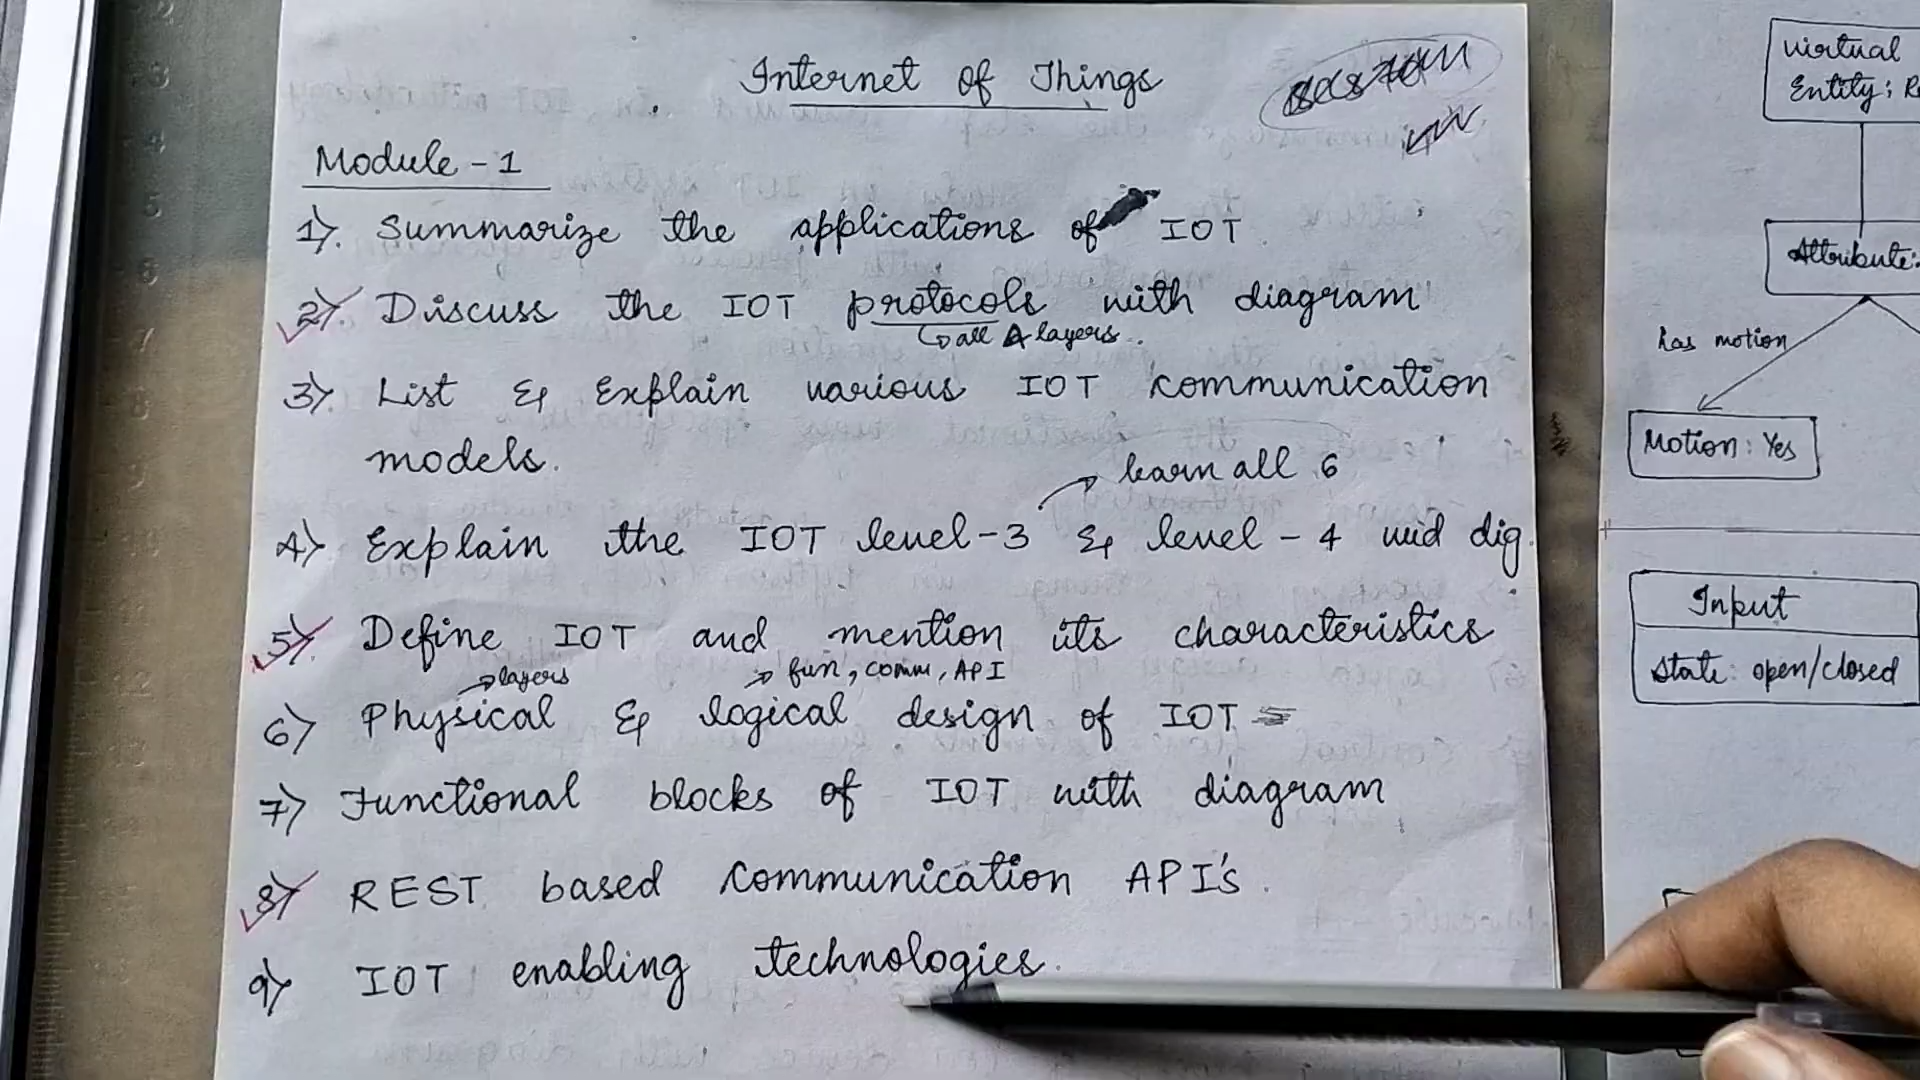 Internet of Things
Module - 1
1). Summarize the applications of IOT.
2). Discuss the IOT protocols with diagram
↳ all 4 layers.
3). List & Explain various IOT communication
models.
→ learn all 6
4) Explain the IOT level-3 & level-4 wid dig.
5). Define IOT and mention its characteristics
→ layers → fun, comm, API
6) Physical & logical design of IOT
7) Functional blocks of IOT with diagram
8) REST based communication API's.
9) IOT enabling technologies.
virtual
Entity:
Attribute:
has motion
Motion: Yes
Input
State: open/closed